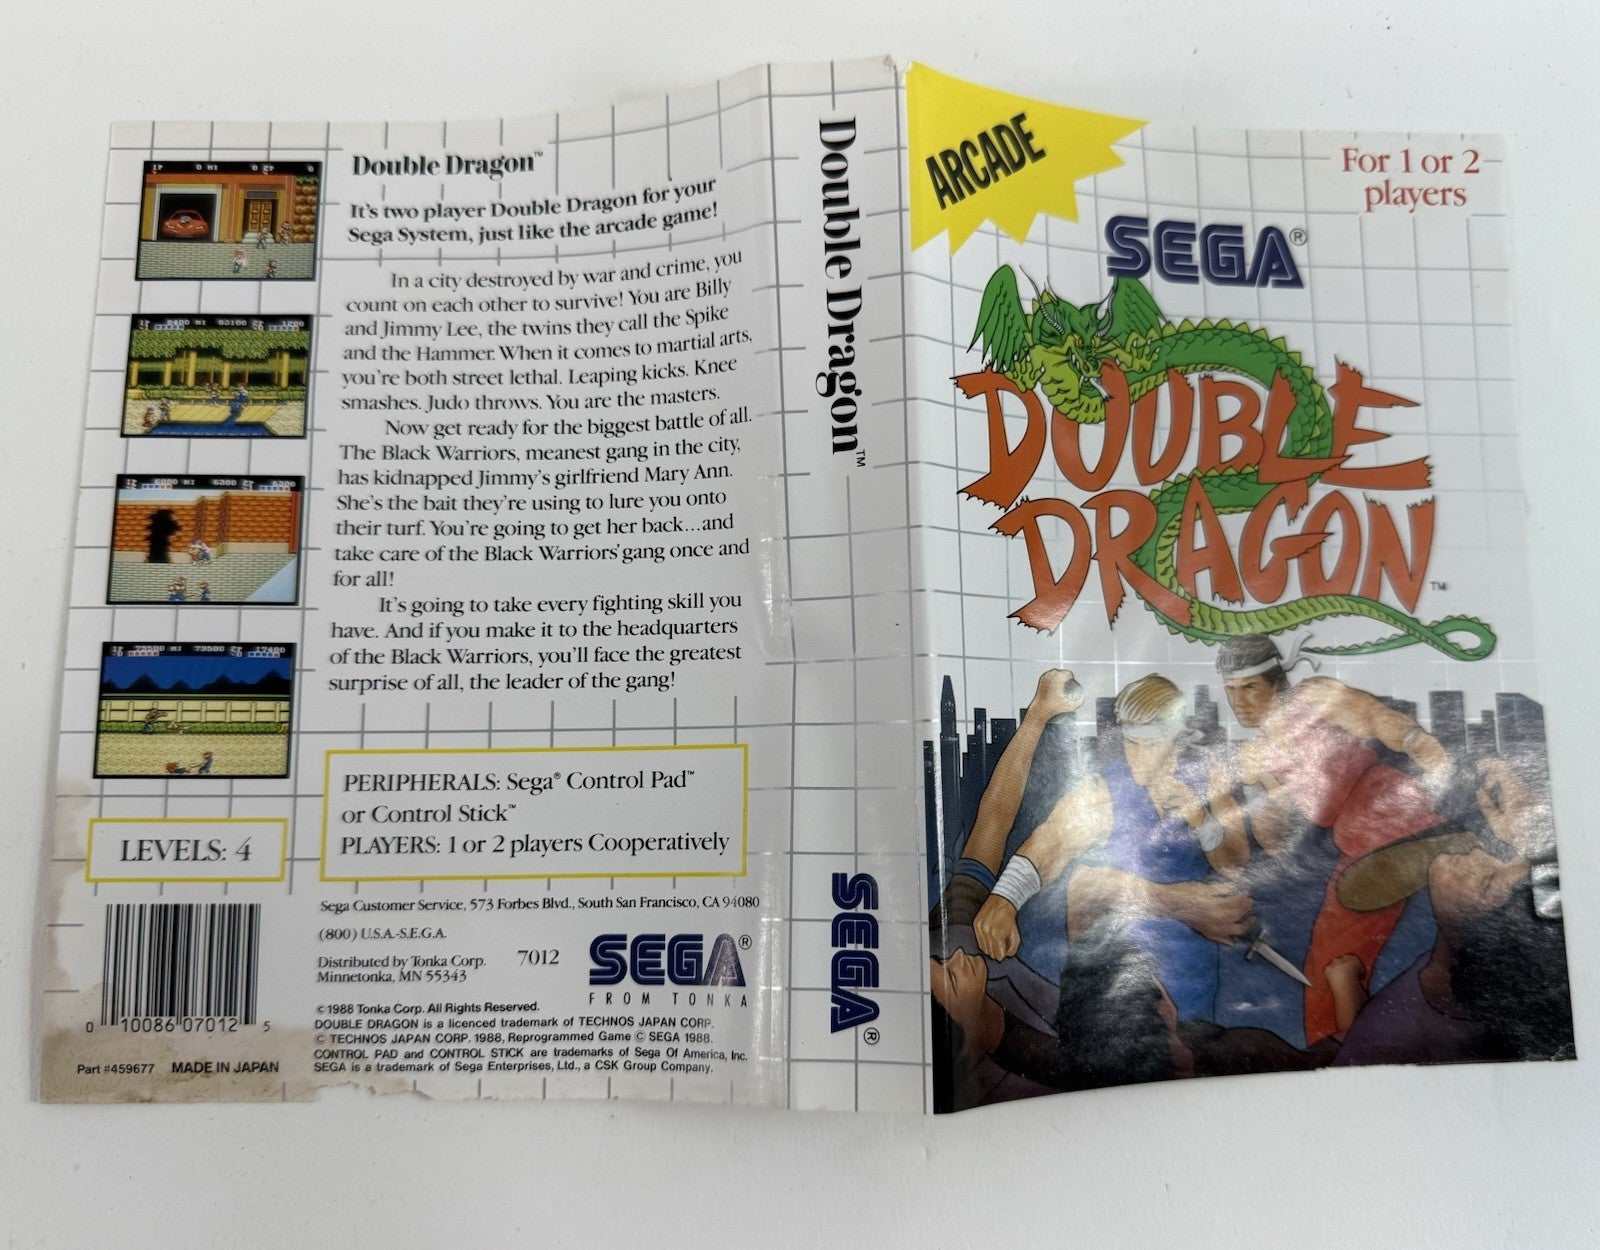 Double Dragon™
It's two player Double Dragon for your
Sega System, just like the arcade game!
In a city destroyed by war and crime, you
count on each other to survive! You are Billy
and Jimmy Lee, the twins they call the Spike
and the Hammer. When it comes to martial arts,
you're both street lethal. Leaping kicks. Knee
smashes. Judo throws. You are the masters.
Now get ready for the biggest battle of all.
The Black Warriors, meanest gang in the city,
has kidnapped Jimmy's girlfriend Mary Ann.
She's the bait they're using to lure you onto
their turf. You're going to get her back...and
take care of the Black Warriors' gang once and
for all!
It's going to take every fighting skill you
have. And if you make it to the headquarters
of the Black Warriors, you'll face the greatest
surprise of all, the leader of the gang!
LEVELS: 4
PERIPHERALS: Sega® Control Pad™
or Control Stick™
PLAYERS: 1 or 2 players Cooperatively
Sega Customer Service, 573 Forbes Blvd., South San Francisco, CA 94080
(800) U.S.A.-S.E.G.A.
Distributed by Tonka Corp.
Minnetonka, MN 55343
7012
SEGA®
FROM TONKA
©1988 Tonka Corp. All Rights Reserved.
DOUBLE DRAGON is a licenced trademark of TECHNOS JAPAN CORP.
© TECHNOS JAPAN CORP. 1988, Reprogrammed Game © SEGA 1988.
CONTROL PAD and CONTROL STICK are trademarks of Sega Of America, Inc.
SEGA is a trademark of Sega Enterprises, Ltd., a CSK Group Company.
0 10086 07012 5
Part #459677 MADE IN JAPAN
Double Dragon™
SEGA®
ARCADE
For 1 or 2
players
SEGA®
DOUBLE
DRAGON™